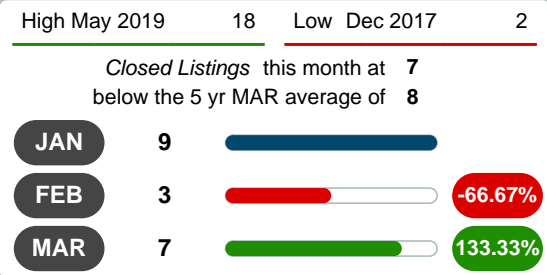 High May 2019 18 Low Dec 2017 2
Closed Listings this month at 7
below the 5 yr MAR average of 8
JAN 9
FEB 3 -66.67%
MAR 7 133.33%